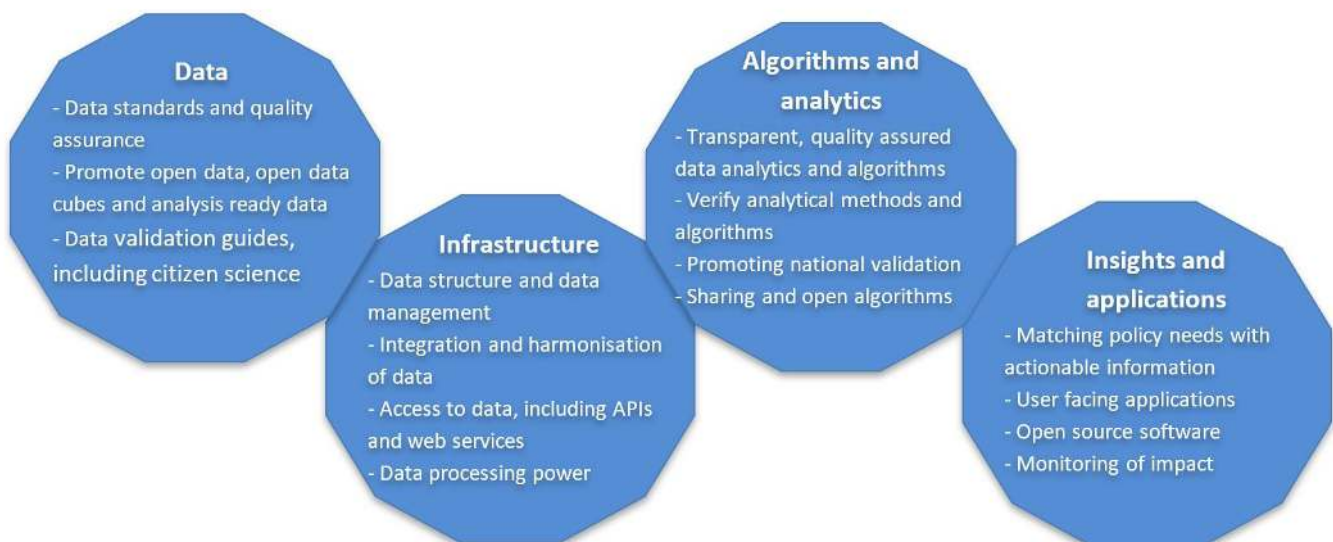 Data
- Data standards and quality
assurance
- Promote open data, open data
cubes and analysis ready data
- Data validation guides,
including citizen science
Infrastructure
- Data structure and data
management
- Integration and harmonisation
of data
- Access to data, including APIs
and web services
- Data processing power
Algorithms and
analytics
- Transparent, quality assured
data analytics and algorithms
- Verify analytical methods and
algorithms
- Promoting national validation
- Sharing and open algorithms
Insights and
applications
- Matching policy needs with
actionable information
- User facing applications
- Open source software
- Monitoring of impact